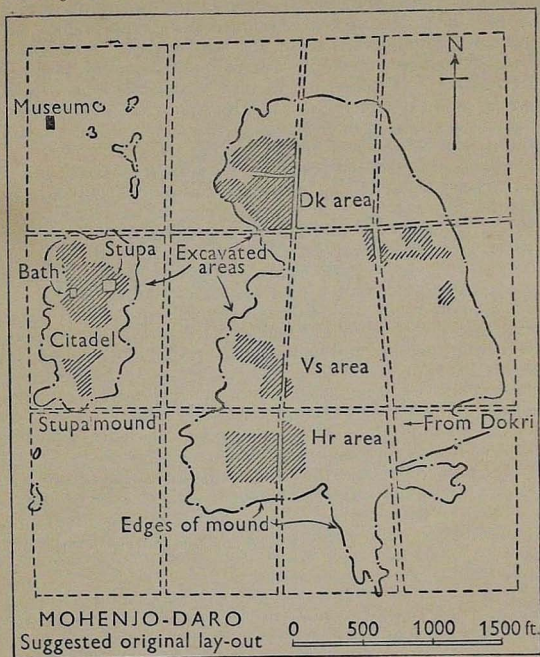 N
Museum
Dk area
Stupa
Excavated
areas
Bath
Citadel
Vs area
Stupa mound
Hr area
From Dokri
Edges of mound
MOHENJO-DARO
Suggested original lay-out
0 500 1000 1500 ft.